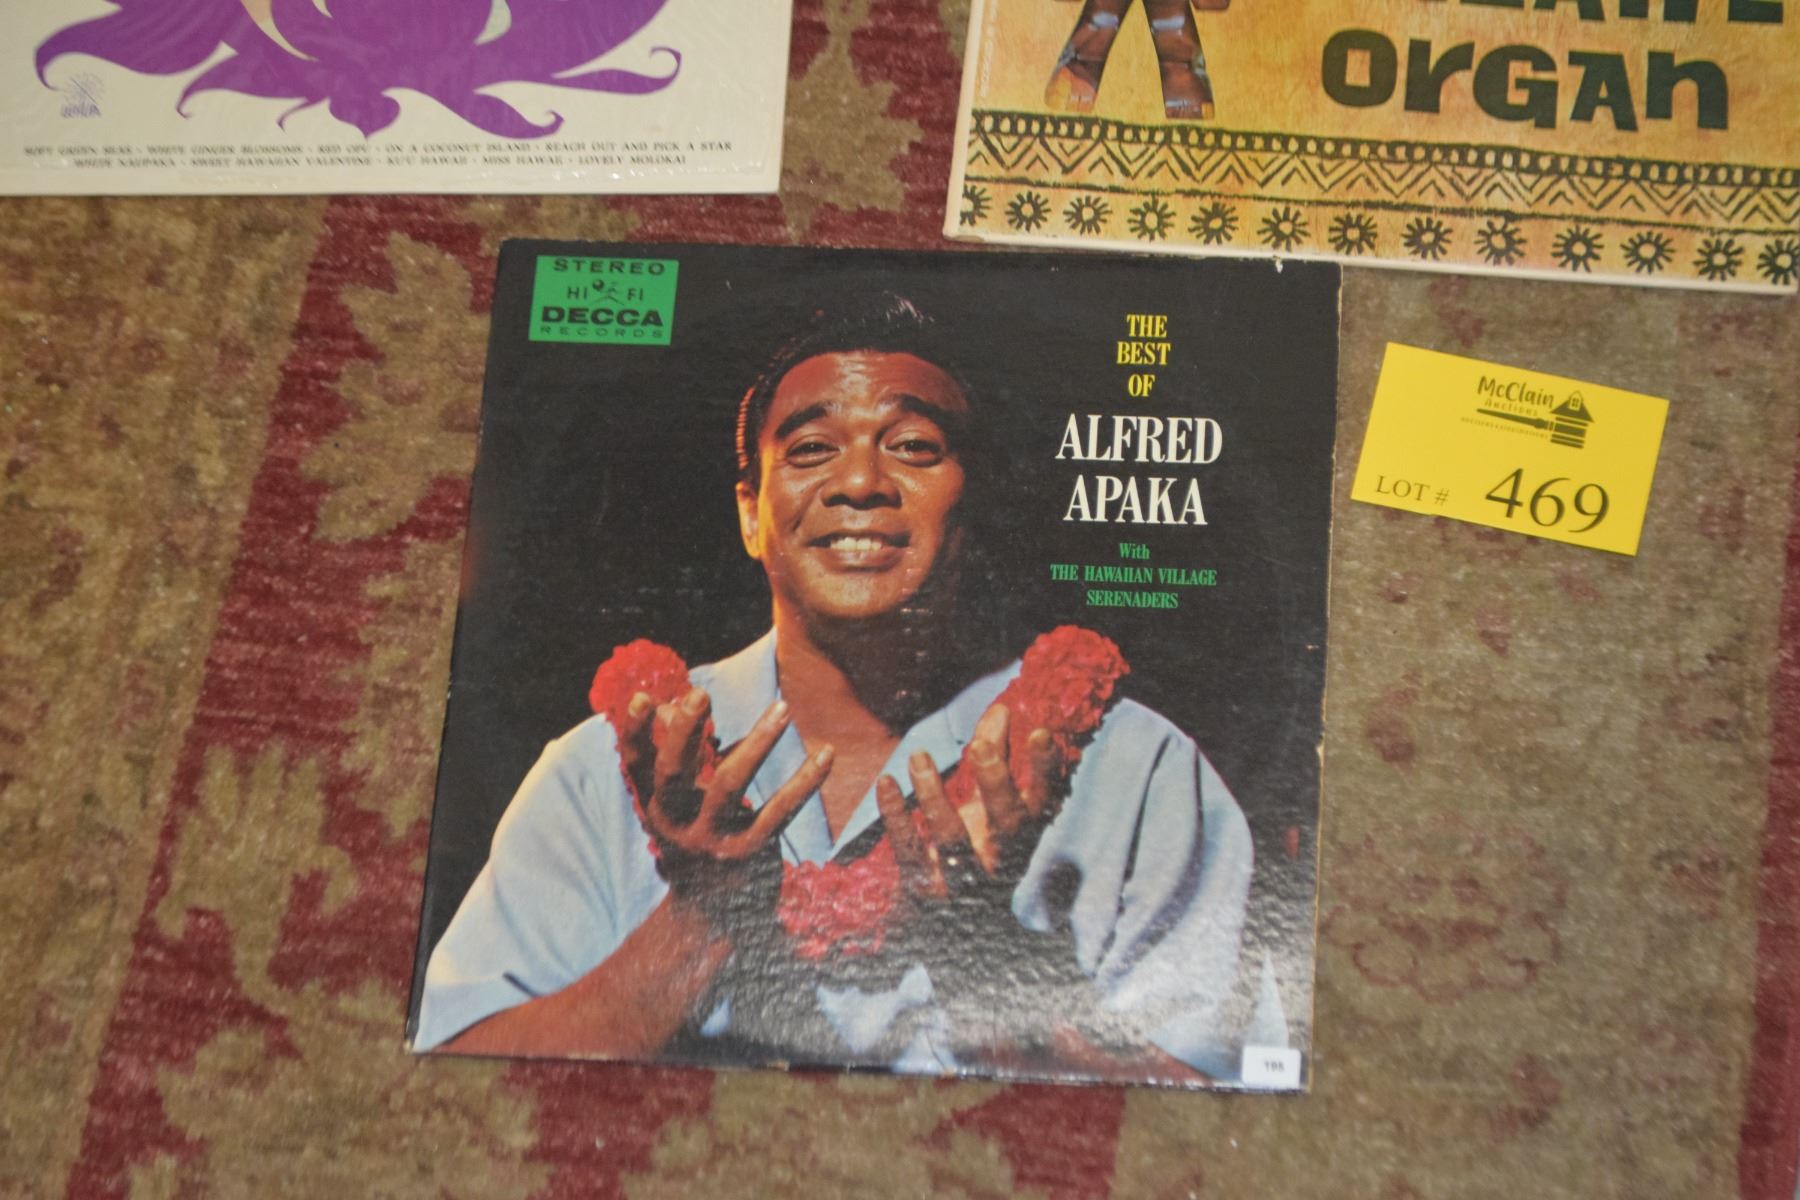 SOFT GREEN SEAS · WHITE GINGER BLOSSOMS · RED OPU · ON A COCONUT ISLAND · REACH OUT AND PICK A STAR
WHITE NAUPAKA · SWEET HAWAIIAN VALENTINE · KU'U HAWAII · MISS HAWAII · LOVELY MOLOKAI
ORGAN
STEREO
HI FI
DECCA
RECORDS
THE
BEST
OF
ALFRED
APAKA
With
THE HAWAIIAN VILLAGE
SERENADERS
McClain
Auctions
LOT # 469
195